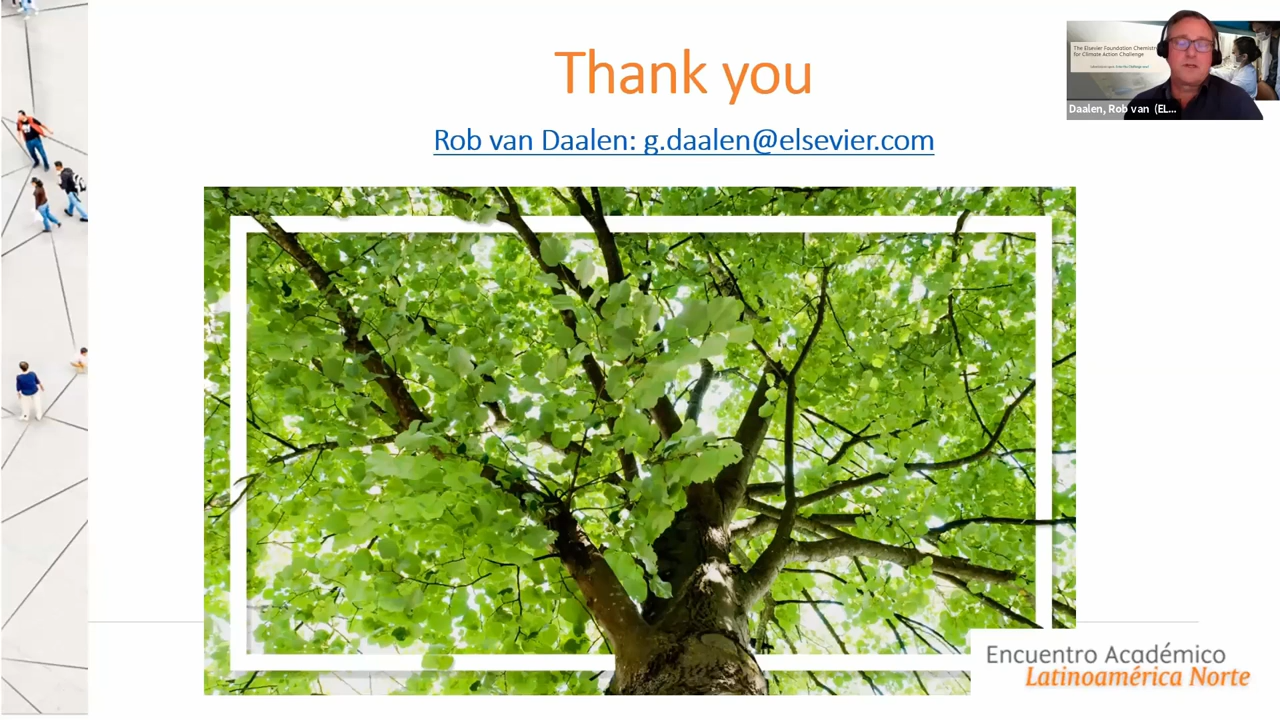 Thank you
Rob van Daalen: g.daalen@elsevier.com
The Elsevier Foundation Chemistr
for Climate Action Challenge
Daalen, Rob van (EL...
Encuentro Académico
Latinoamérica Norte